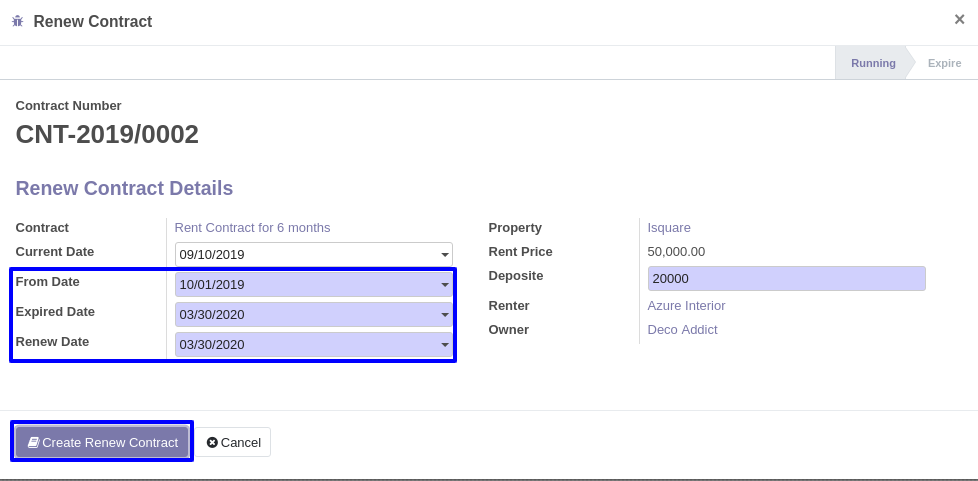 Renew Contract
×
Running
Expire
Contract Number
CNT-2019/0002
Renew Contract Details
Contract Rent Contract for 6 months
Current Date 09/10/2019
From Date 10/01/2019
Expired Date 03/30/2020
Renew Date 03/30/2020
Property Isquare
Rent Price 50,000.00
Deposite 20000
Renter Azure Interior
Owner Deco Addict
Create Renew Contract
Cancel